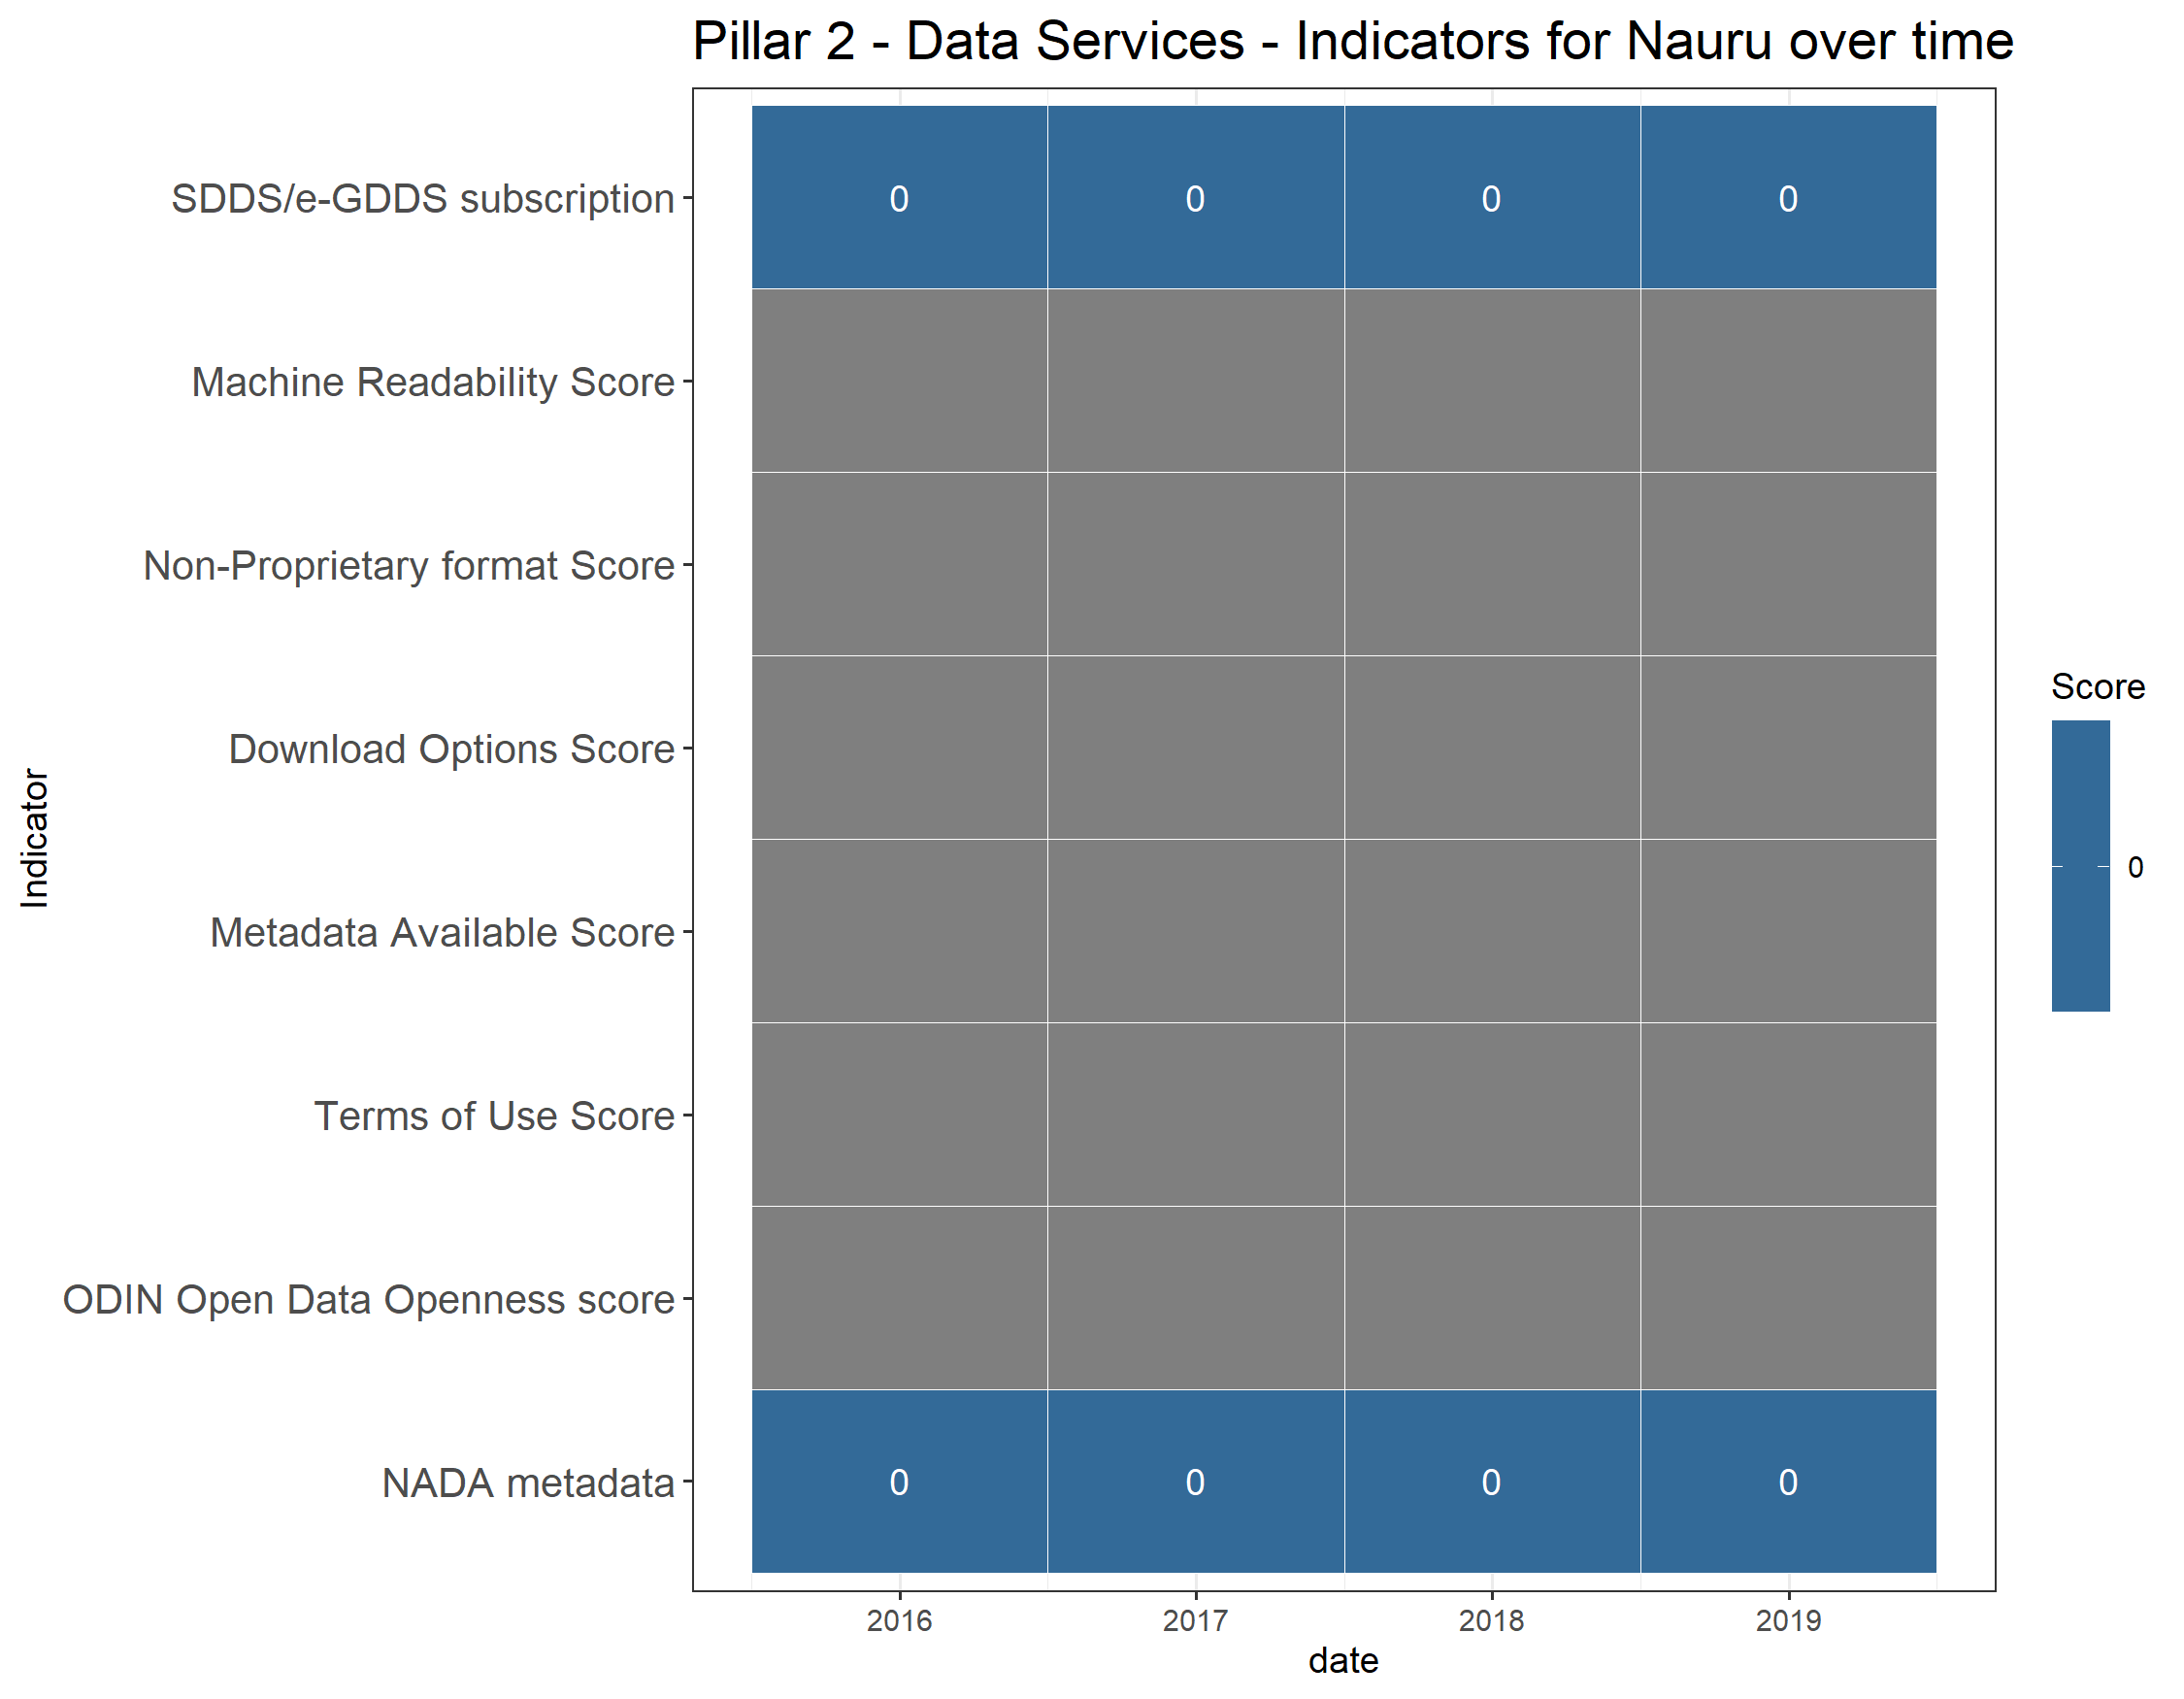 Pillar 2 - Data Services - Indicators for Nauru over time
Indicator
SDDS/e-GDDS subscription
0 0 0 0
Machine Readability Score
Non-Proprietary format Score
Download Options Score
Metadata Available Score
Terms of Use Score
ODIN Open Data Openness score
NADA metadata
0 0 0 0
2016 2017 2018 2019
date
Score
0